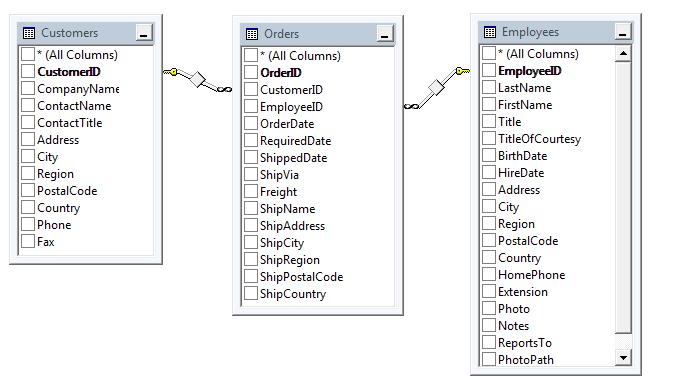 Customers
* (All Columns)
CustomerID
CompanyName
ContactName
ContactTitle
Address
City
Region
PostalCode
Country
Phone
Fax
Orders
* (All Columns)
OrderID
CustomerID
EmployeeID
OrderDate
RequiredDate
ShippedDate
ShipVia
Freight
ShipName
ShipAddress
ShipCity
ShipRegion
ShipPostalCode
ShipCountry
Employees
* (All Columns)
EmployeeID
LastName
FirstName
Title
TitleOfCourtesy
BirthDate
HireDate
Address
City
Region
PostalCode
Country
HomePhone
Extension
Photo
Notes
ReportsTo
PhotoPath